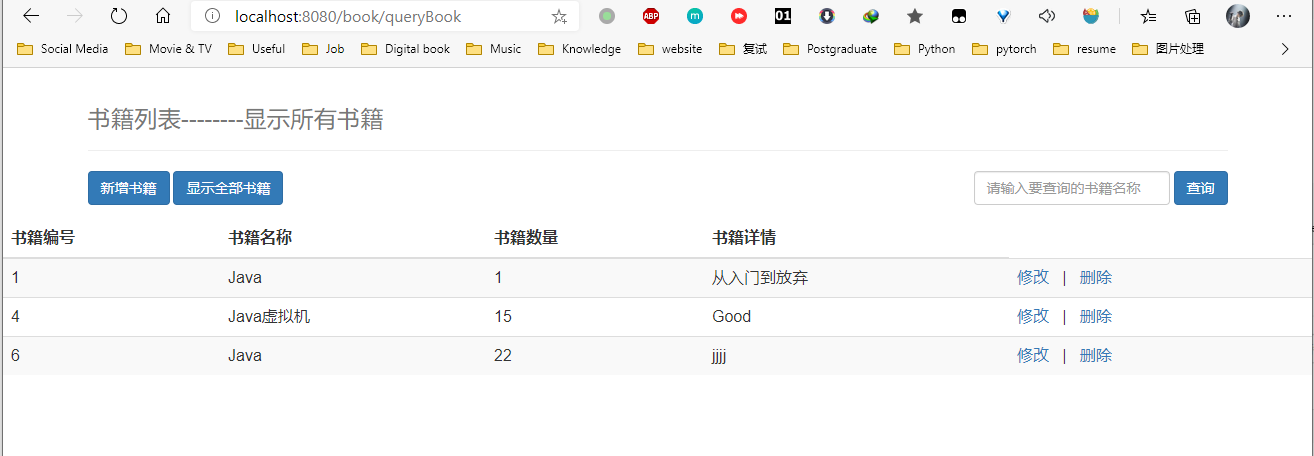 localhost:8080/book/queryBook
ABP
m
01
Social Media Movie & TV Useful Job Digital book Music Knowledge website 复试 Postgraduate Python pytorch resume 图片处理
书籍列表--------显示所有书籍
新增书籍 显示全部书籍 请输入要查询的书籍名称 查询
书籍编号 书籍名称 书籍数量 书籍详情
1 Java 1 从入门到放弃 修改 | 删除
4 Java虚拟机 15 Good 修改 | 删除
6 Java 22 jjjj 修改 | 删除